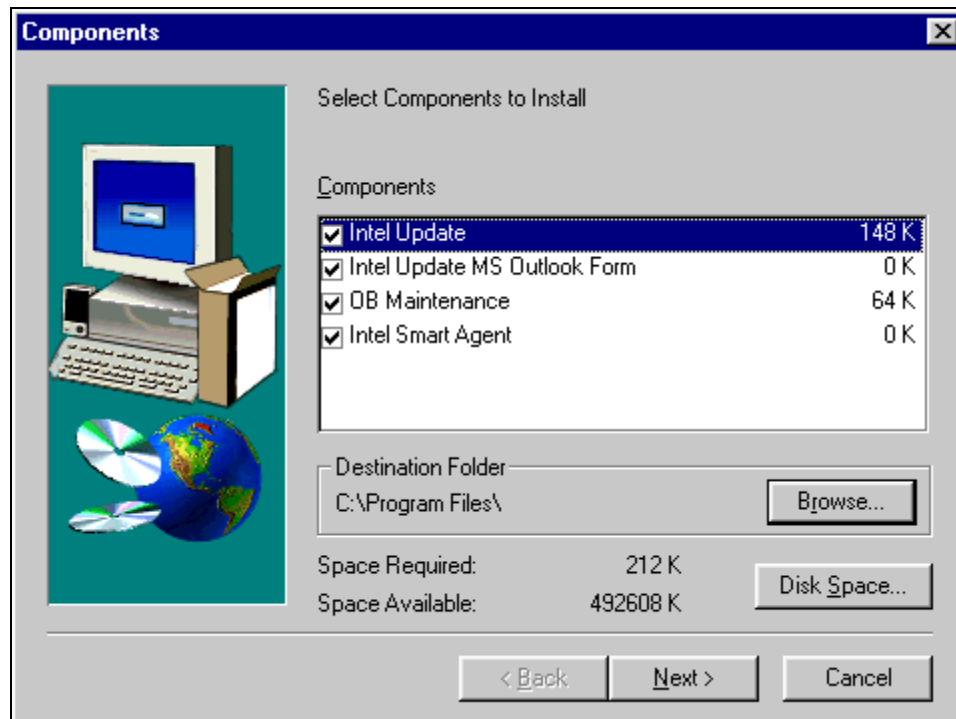 Components
Select Components to Install
Components
Intel Update 148 K
Intel Update MS Outlook Form 0 K
OB Maintenance 64 K
Intel Smart Agent 0 K
Destination Folder
C:\Program Files\
Browse...
Space Required: 212 K
Space Available: 492608 K
Disk Space...
< Back
Next >
Cancel